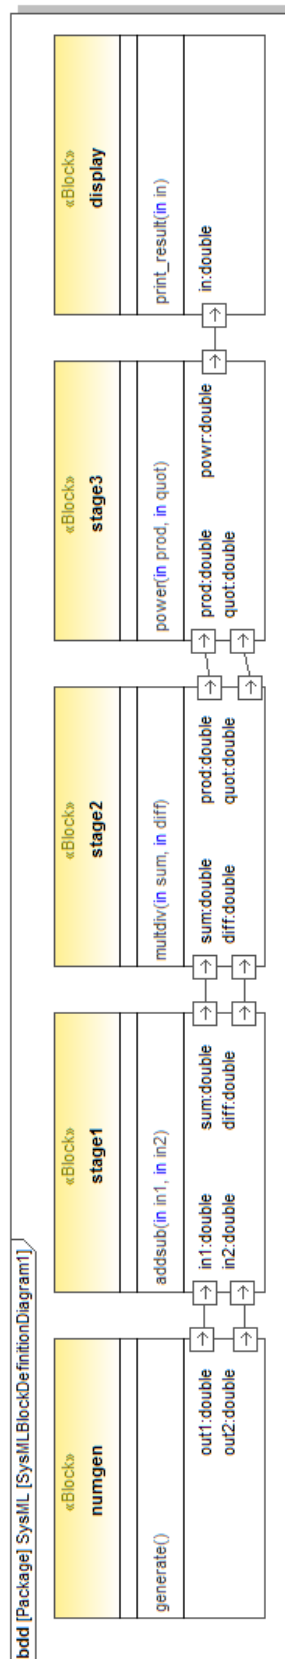 bdd [Package] SysML [SysMLBlockDefinitionDiagram1]
«Block»
numgen
generate()
out1:double
out2:double
«Block»
stage1
addsub(in in1, in in2)
in1:double
in2:double
sum:double
diff:double
«Block»
stage2
multdiv(in sum, in diff)
sum:double
diff:double
prod:double
quot:double
«Block»
stage3
power(in prod, in quot)
prod:double
quot:double
powr:double
«Block»
display
print_result(in in)
in:double